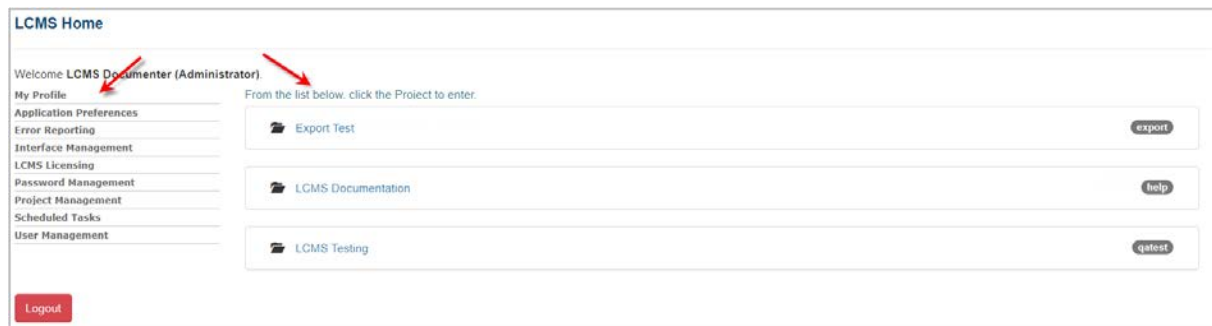 LCMS Home
Welcome LCMS Documenter (Administrator).
My Profile
Application Preferences
Error Reporting
Interface Management
LCMS Licensing
Password Management
Project Management
Scheduled Tasks
User Management
Logout
From the list below, click the Project to enter.
Export Test export
LCMS Documentation help
LCMS Testing qatest